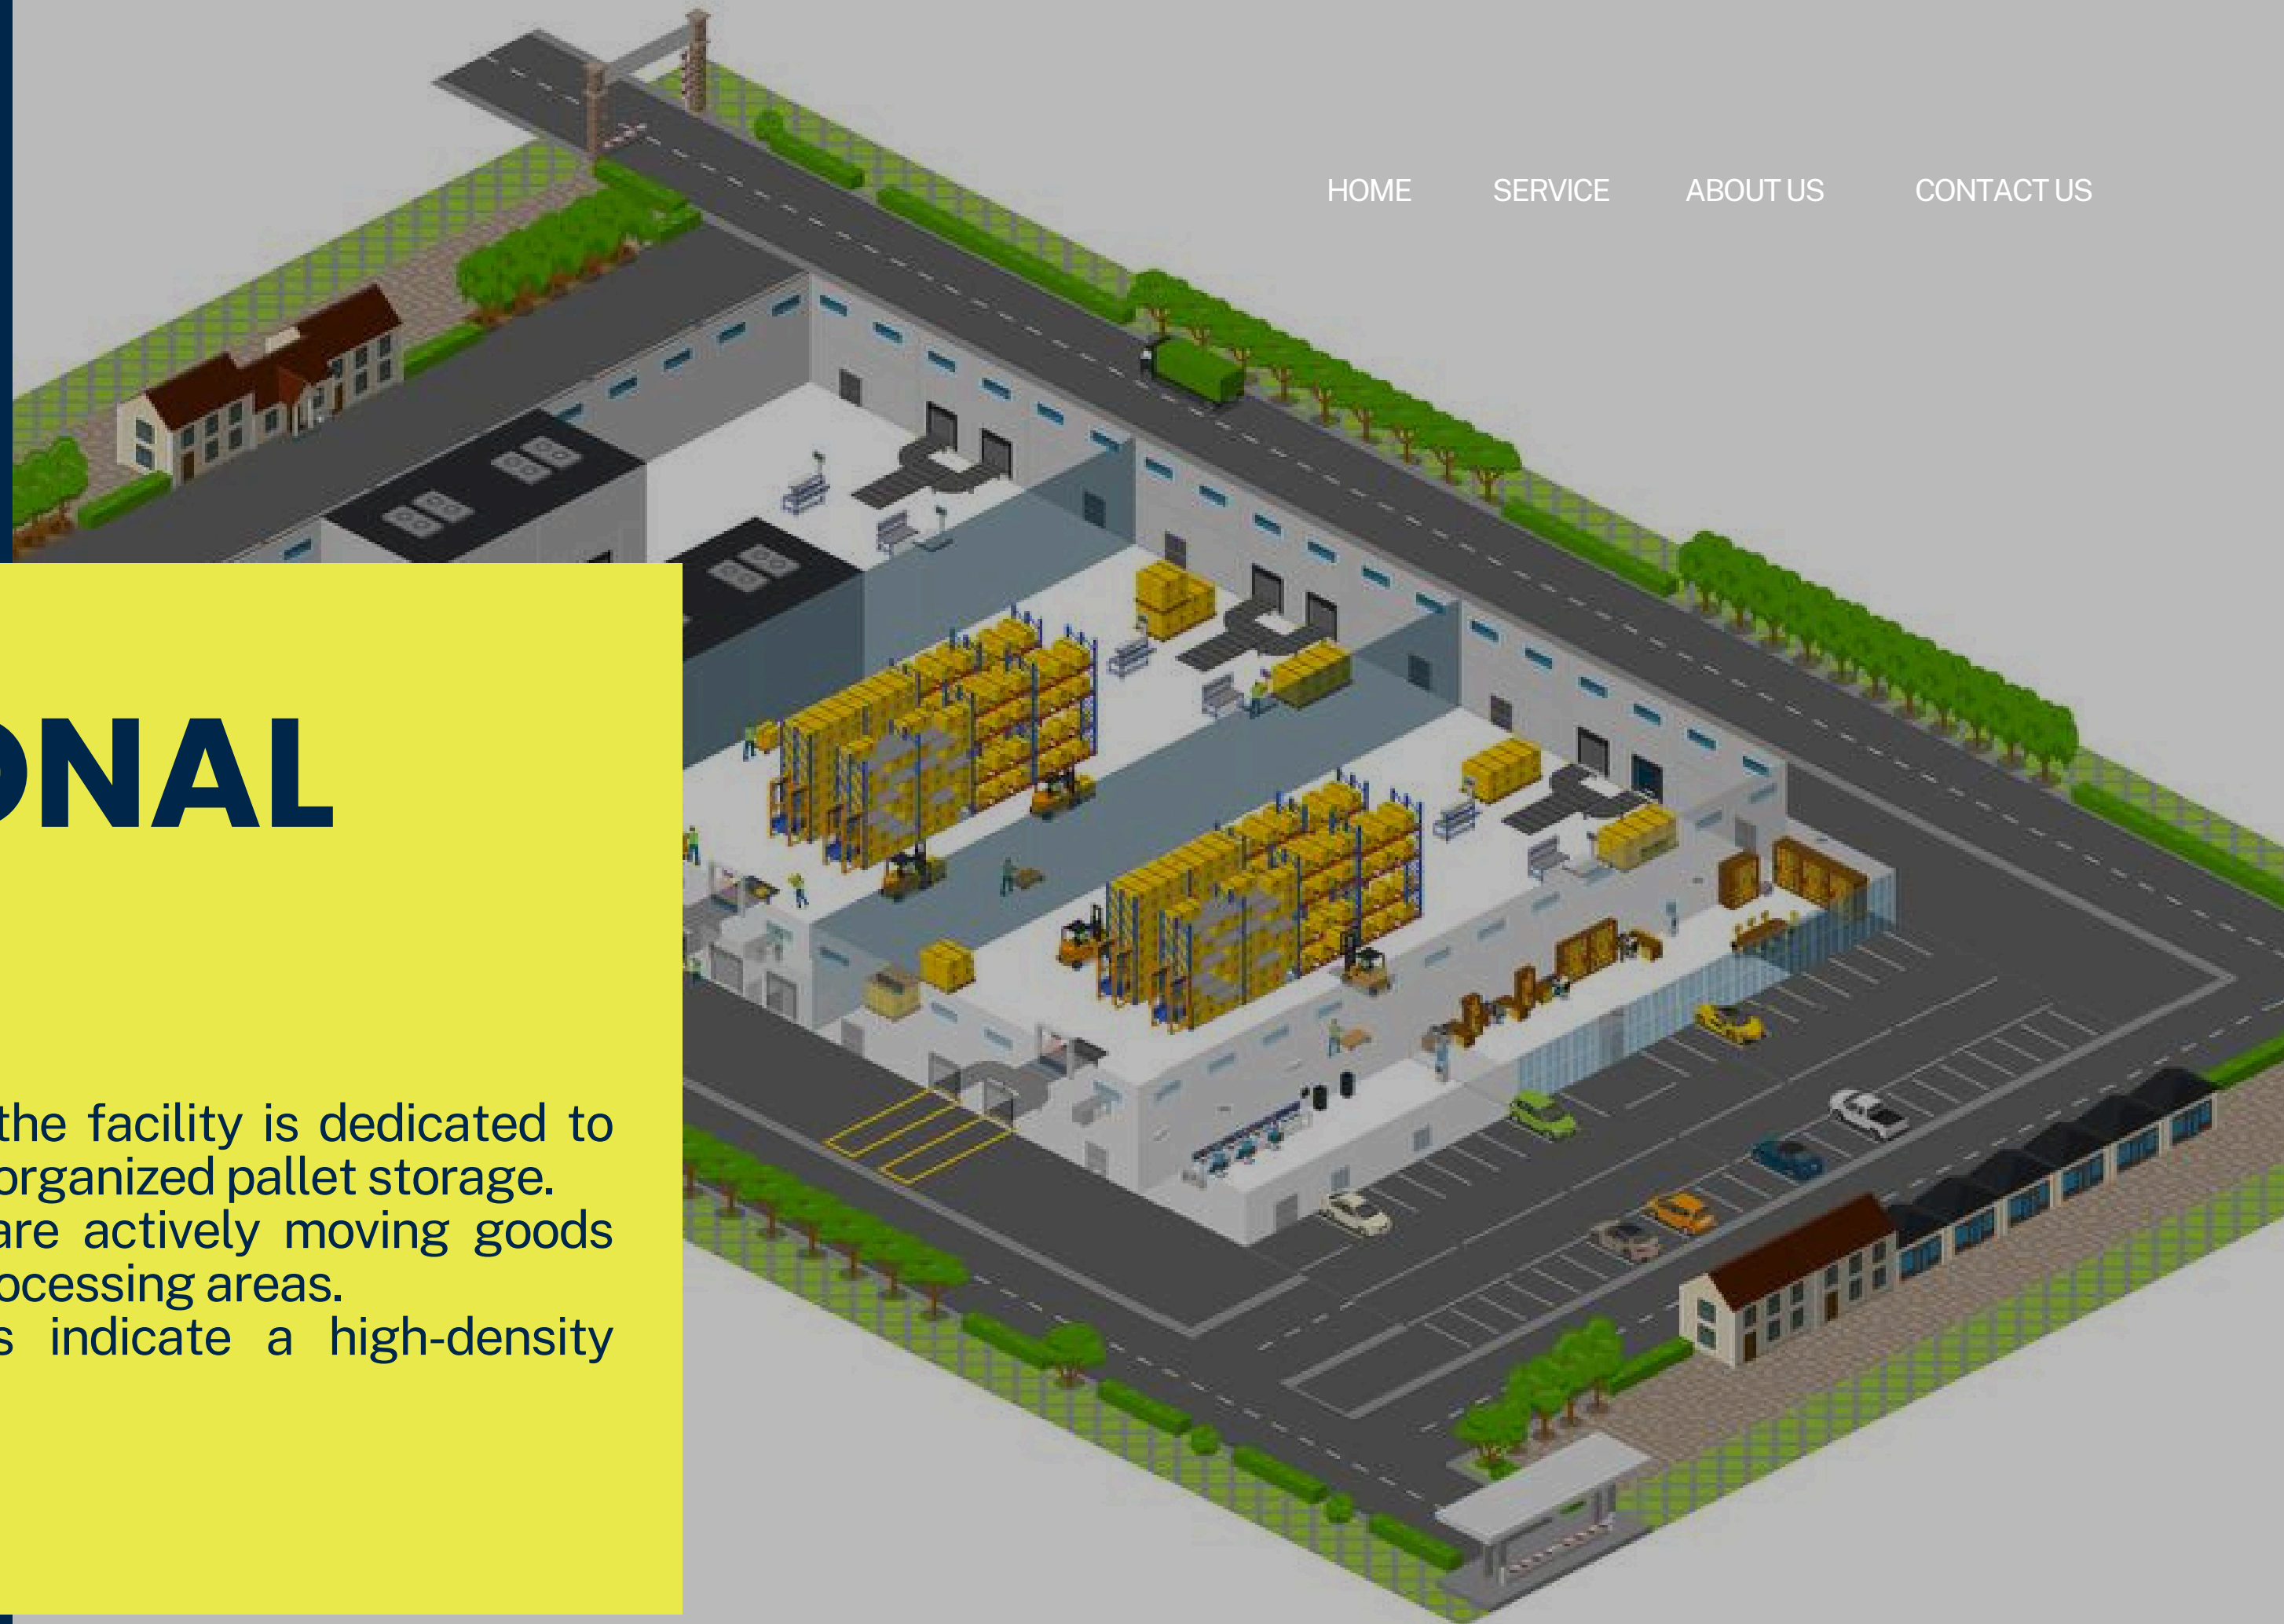 HOME SERVICE ABOUT US CONTACT US
ONAL
the facility is dedicated to
organized pallet storage.
are actively moving goods
ocessing areas.
s indicate a high-density